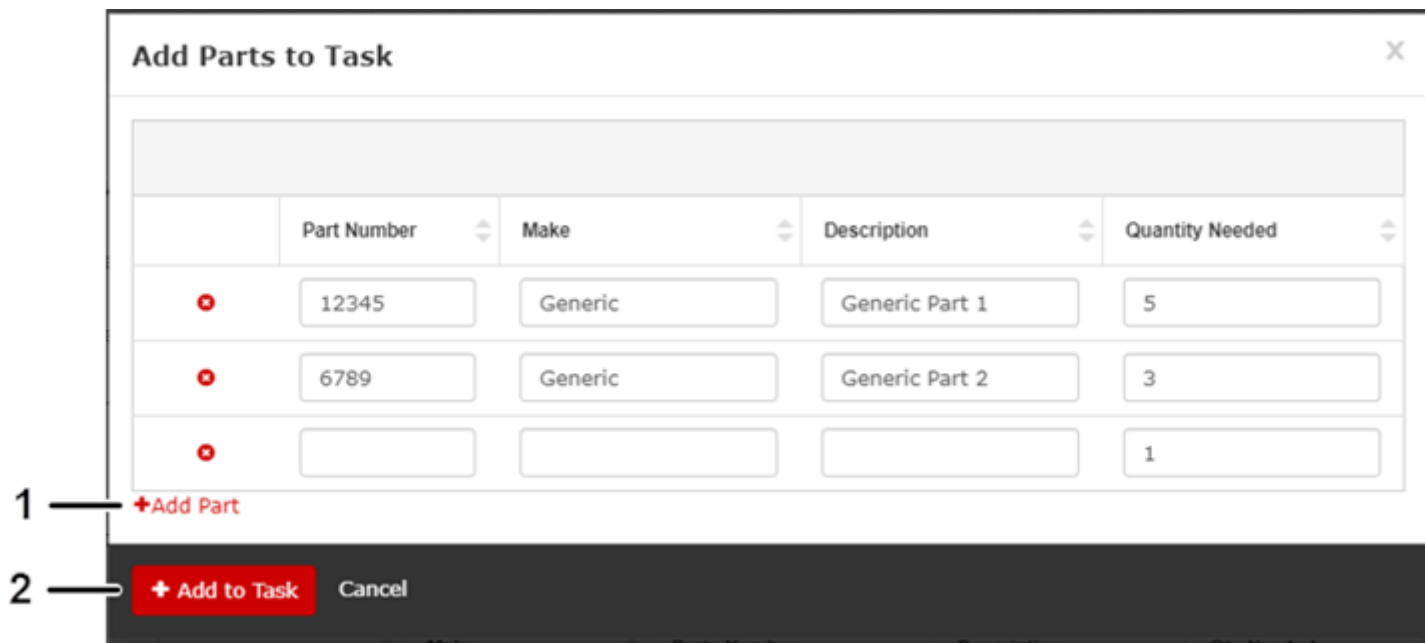 Add Parts to Task X
Part Number Make Description Quantity Needed
12345 Generic Generic Part 1 5
6789 Generic Generic Part 2 3
1
1 +Add Part
2 + Add to Task Cancel